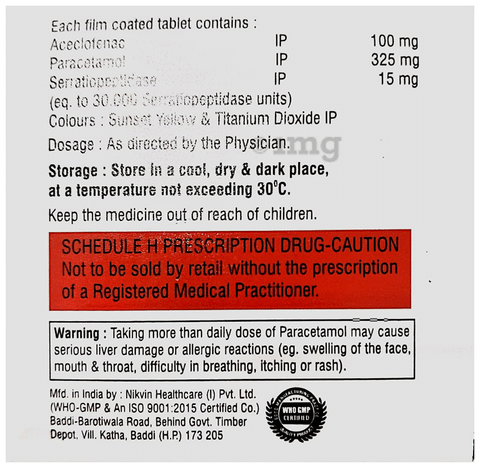 Each film coated tablet contains :
Aceclofenac IP 100 mg
Paracetamol IP 325 mg
Serratiopeptidase IP 15 mg
(eq. to 30.000 Serratiopeptidase units)
Colours : Sunset Yellow & Titanium Dioxide IP
Dosage : As directed by the Physician.
mg
Storage : Store in a cool, dry & dark place,
at a temperature not exceeding 30°C.
Keep the medicine out of reach of children.
SCHEDULE H PRESCRIPTION DRUG-CAUTION
Not to be sold by retail without the prescription
of a Registered Medical Practitioner.
Warning : Taking more than daily dose of Paracetamol may cause
serious liver damage or allergic reactions (eg. swelling of the face,
mouth & throat, difficulty in breathing, itching or rash).
Mfd. in India by : Nikvin Healthcare (I) Pvt. Ltd.
(WHO-GMP & An ISO 9001:2015 Certified Co.)
Baddi-Barotiwala Road, Behind Govt. Timber
Depot. Vill. Katha, Baddi (H.P.) 173 205
WHO GMP
CERTIFIED